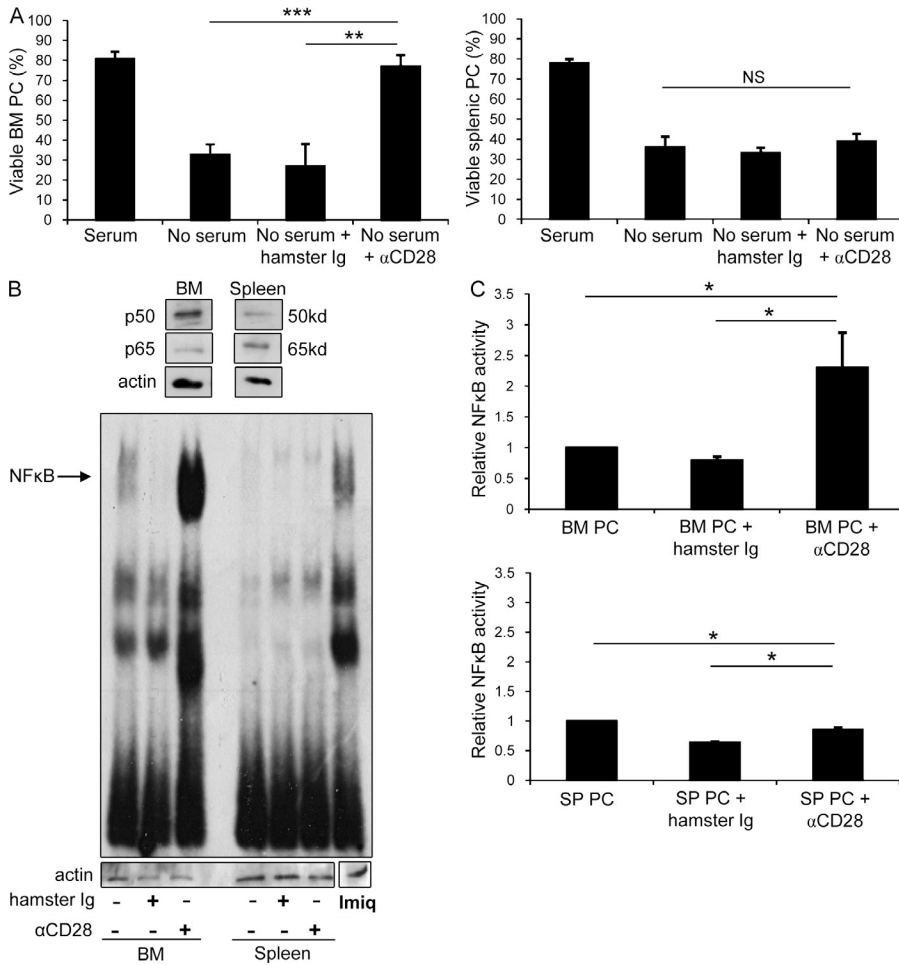 A
Viable BM PC (%)
100
90
80
70
60
50
40
30
20
10
0
***
**
Serum
No serum
No serum +
hamster Ig
No serum
+ αCD28
Viable splenic PC (%)
100
90
80
70
60
50
40
30
20
10
0
NS
Serum
No serum
No serum +
hamster Ig
No serum
+ αCD28
B
BM Spleen
p50 50kd
p65 65kd
actin
NFκB
actin
hamster Ig - + - - + - Imiq
αCD28 - - + - - +
BM Spleen
C
Relative NFκB activity
3.5
3
2.5
2
1.5
1
0.5
0
*
*
BM PC
BM PC +
hamster Ig
BM PC +
αCD28
Relative NFκB activity
3.5
3
2.5
2
1.5
1
0.5
0
*
*
SP PC
SP PC +
hamster Ig
SP PC +
αCD28